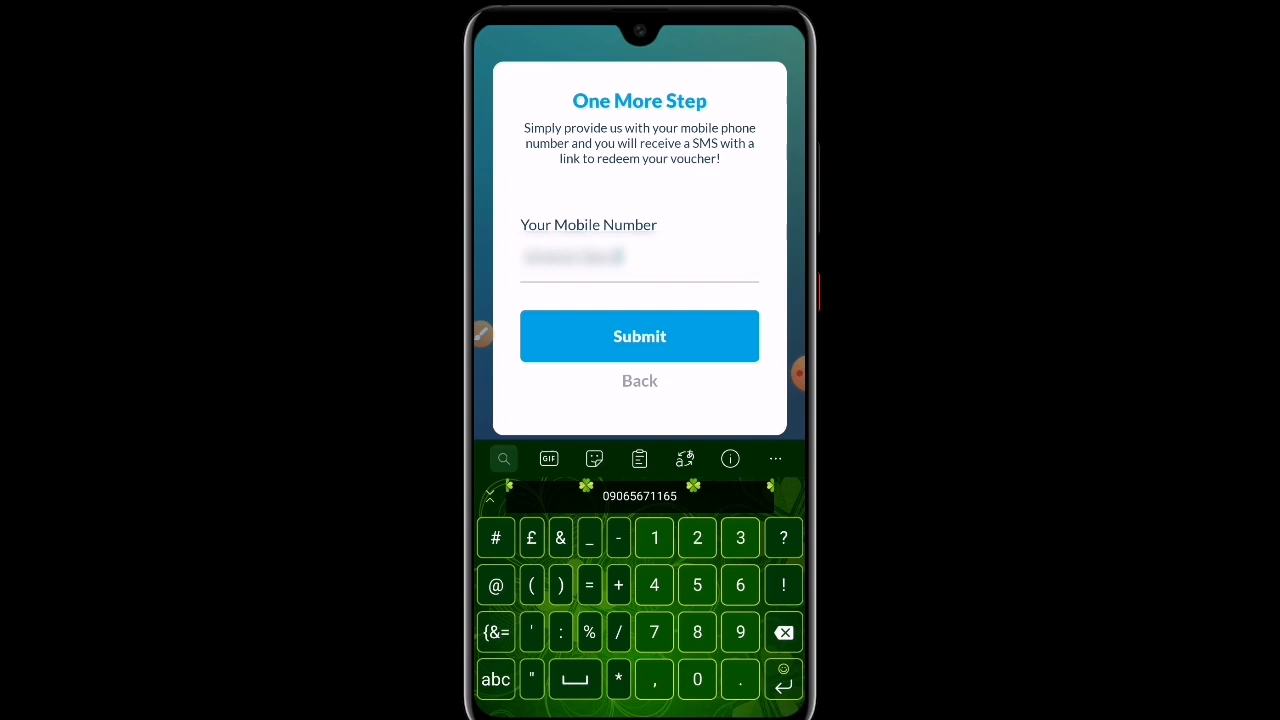 One More Step
Simply provide us with your mobile phone
number and you will receive a SMS with a
link to redeem your voucher!
Your Mobile Number
Submit
Back
GIF
09065671165
# £ & _ - 1 2 3 ?
@ ( ) = + 4 5 6 !
{&= ' : % / 7 8 9
abc " * , 0 .